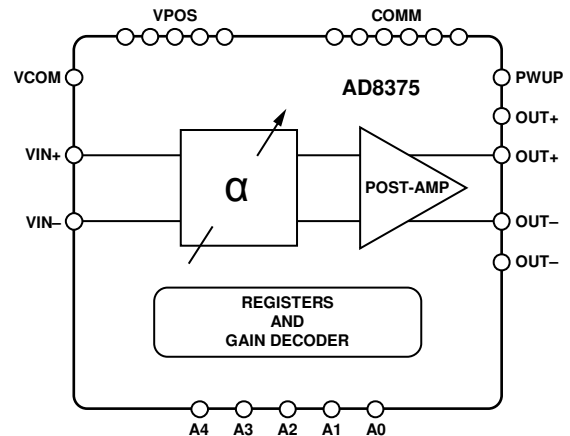 VPOS
COMM
VCOM
PWUP
AD8375
OUT+
VIN+
OUT+
α
POST-AMP
VIN–
OUT–
OUT–
REGISTERS
AND
GAIN DECODER
A4 A3 A2 A1 A0